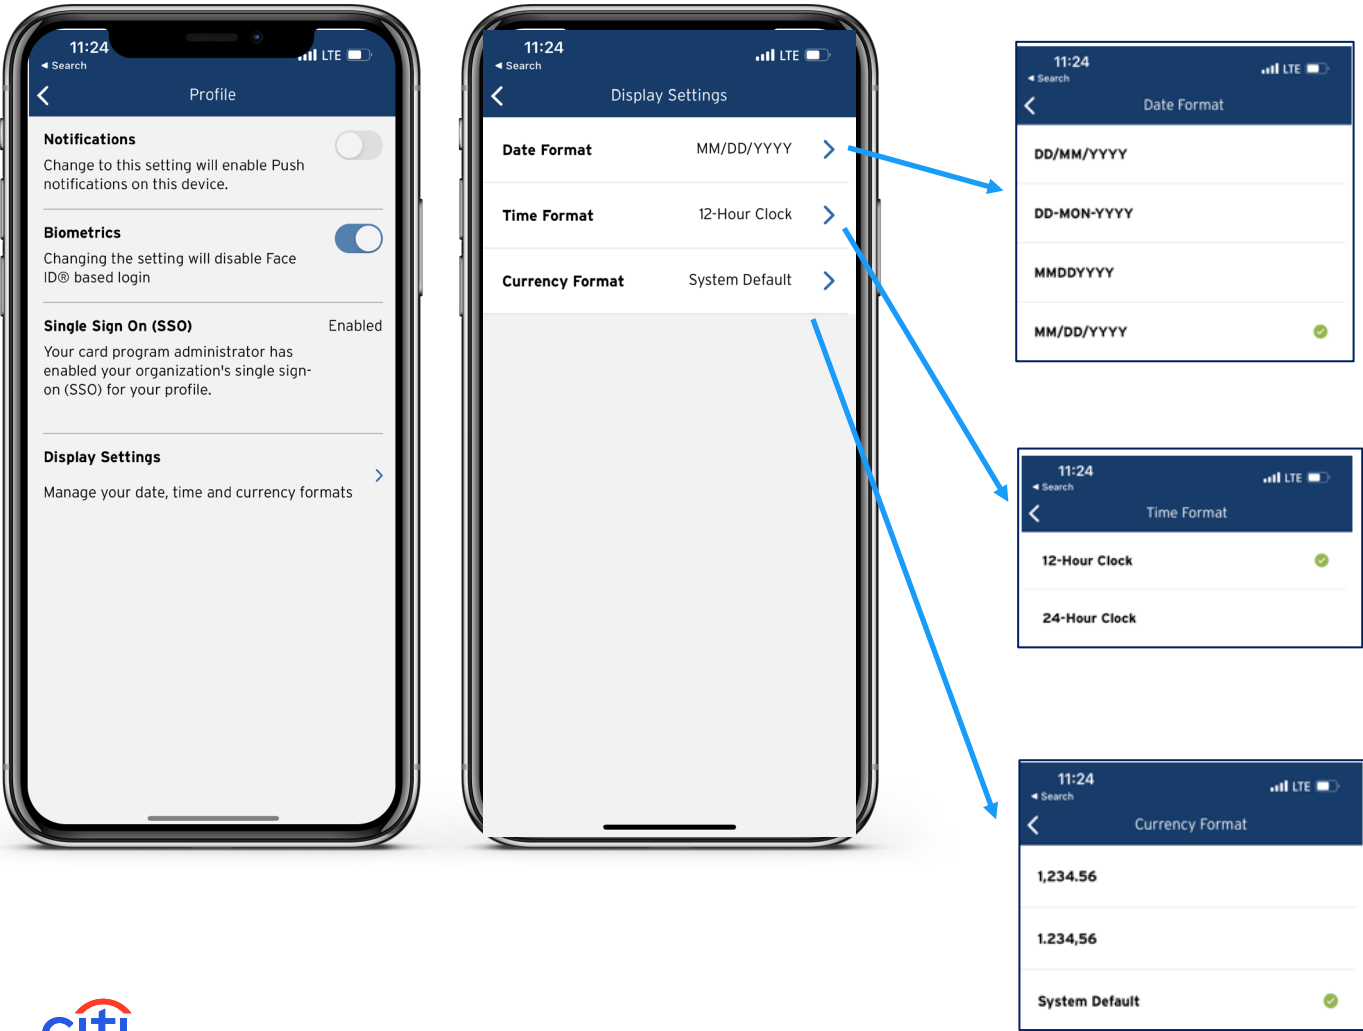 11:24
LTE
◄ Search
Profile
Notifications
Change to this setting will enable Push
notifications on this device.
Biometrics
Changing the setting will disable Face
ID® based login
Single Sign On (SSO) Enabled
Your card program administrator has
enabled your organization's single sign-
on (SSO) for your profile.
Display Settings
Manage your date, time and currency formats
11:24
LTE
◄ Search
Display Settings
Date Format MM/DD/YYYY
Time Format 12-Hour Clock
Currency Format System Default
11:24
LTE
◄ Search
Date Format
DD/MM/YYYY
DD-MON-YYYY
MMDDYYYY
MM/DD/YYYY
11:24
LTE
◄ Search
Time Format
12-Hour Clock
24-Hour Clock
11:24
LTE
◄ Search
Currency Format
1,234.56
1.234,56
System Default
citi